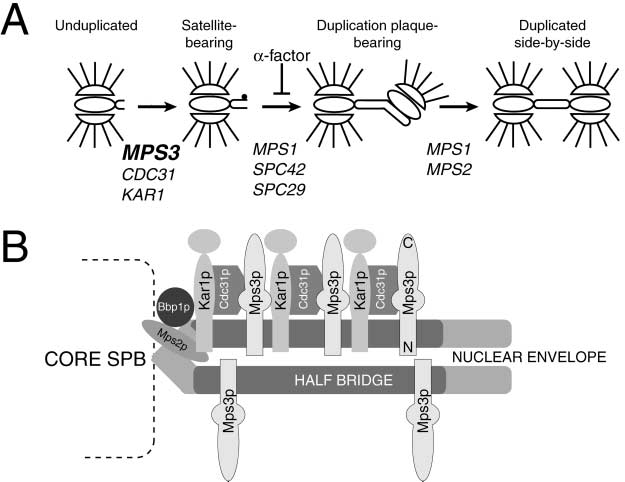 A
Unduplicated
Satellite-
bearing
Duplication plaque-
bearing
Duplicated
side-by-side
α-factor
MPS3
CDC31
KAR1
MPS1
SPC42
SPC29
MPS1
MPS2
B
CORE SPB
Bbp1p
Mps2p
Kar1p
Cdc31p
Mps3p
Kar1p
Cdc31p
Mps3p
Kar1p
Cdc31p
C
Mps3p
N
NUCLEAR ENVELOPE
HALF BRIDGE
Mps3p
Mps3p